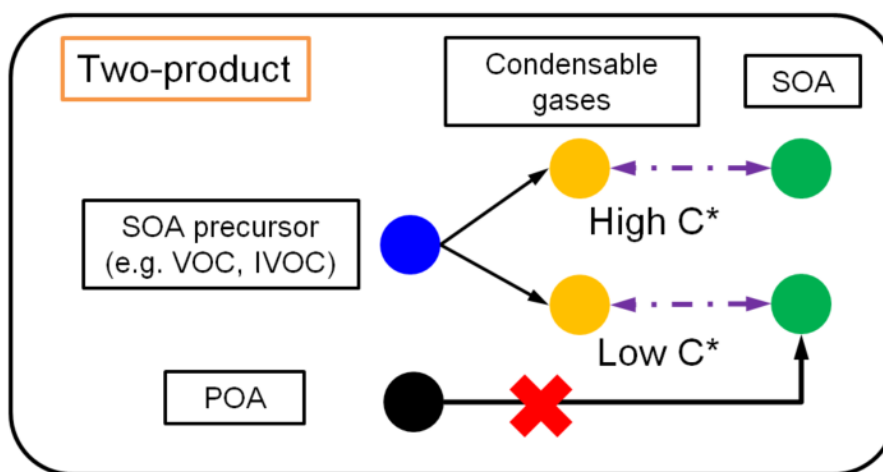 Two-product
Condensable
gases
SOA
SOA precursor
(e.g. VOC, IVOC)
High C*
Low C*
POA